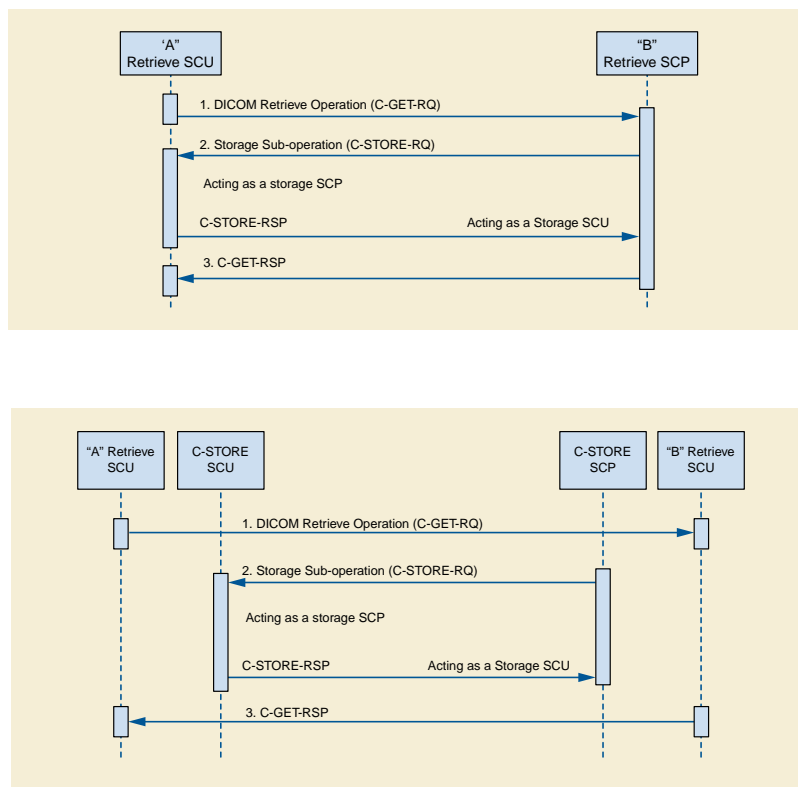 ‘A”
Retrieve SCU
“B”
Retrieve SCP
1. DICOM Retrieve Operation (C-GET-RQ)
2. Storage Sub-operation (C-STORE-RQ)
Acting as a storage SCP
C-STORE-RSP
Acting as a Storage SCU
3. C-GET-RSP
“A” Retrieve
SCU
C-STORE
SCU
C-STORE
SCP
“B” Retrieve
SCU
1. DICOM Retrieve Operation (C-GET-RQ)
2. Storage Sub-operation (C-STORE-RQ)
Acting as a storage SCP
C-STORE-RSP
Acting as a Storage SCU
3. C-GET-RSP